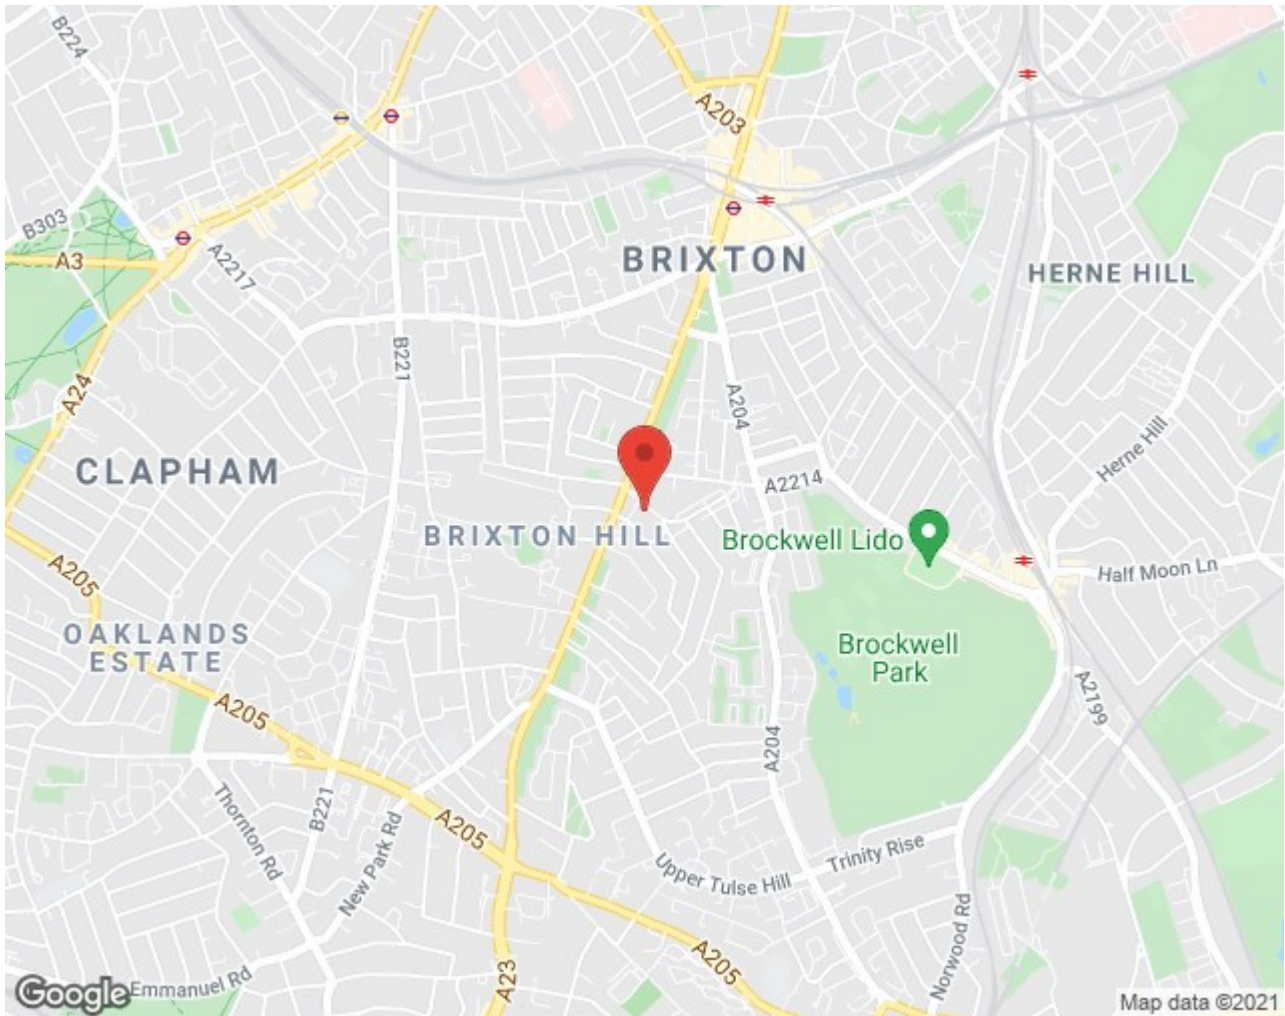 B224
A203
B303
A3
A2217
BRIXTON
HERNE HILL
B221
A24
A204
Herne Hill
CLAPHAM
A2214
BRIXTON HILL
Brockwell Lido
Half Moon Ln
A205
OAKLANDS
ESTATE
Brockwell
Park
A205
A2199
A204
B221
Thornton Rd
New Park Rd
A205
Trinity Rise
Upper Tulse Hill
Norwood Rd
A205
A23
Emmanuel Rd
Google
Map data ©2021